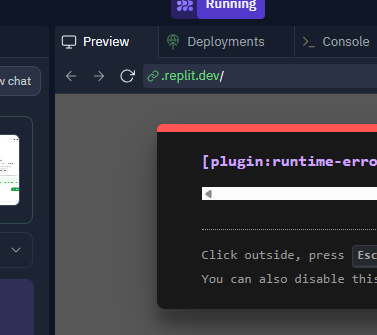 Running
Preview
Deployments
Console
w chat
.replit.dev/
[plugin:runtime-erro
Click outside, press Esc
You can also disable this